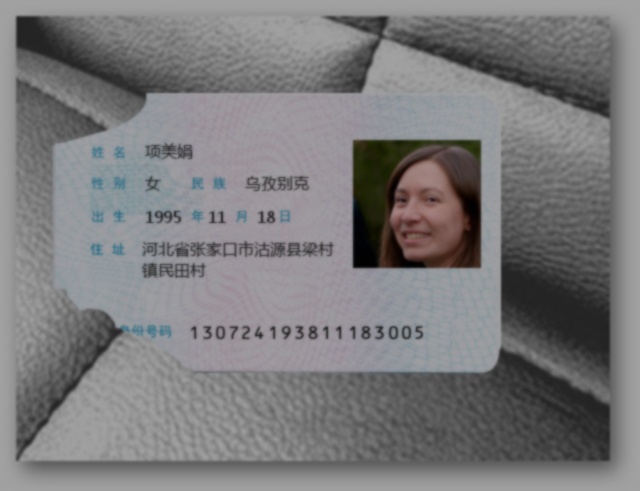 姓名 项美娟
性别 女 民族 乌孜别克
出生 1995 年 11 月 18 日
住址 河北省张家口市沽源县梁村
镇民田村
份号码 130724193811183005